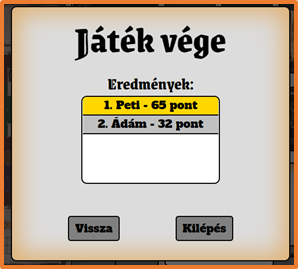 Játék vége
Eredmények:
1. Peti - 65 pont
2. Ádám - 32 pont
Vissza
Kilépés